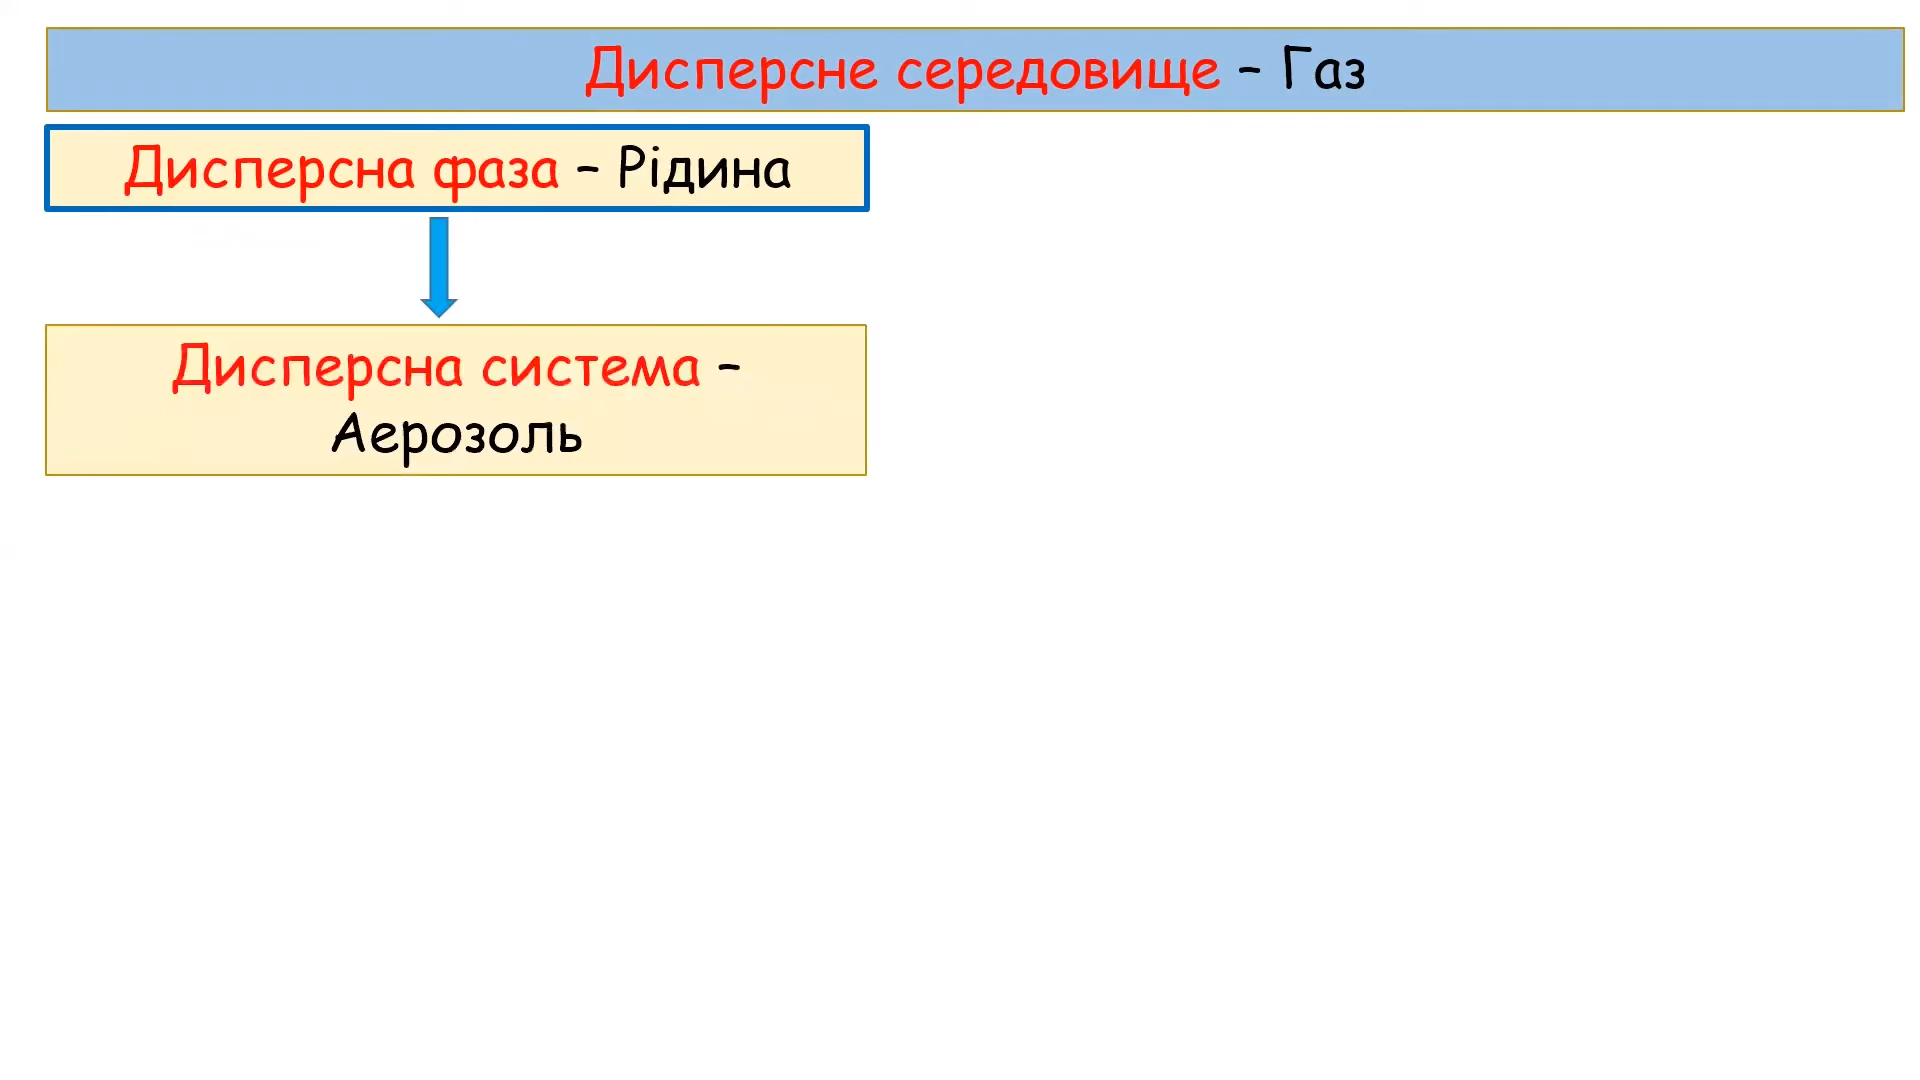 Дисперсне середовище – Газ
Дисперсна фаза – Рідина
Дисперсна система –
Аерозоль